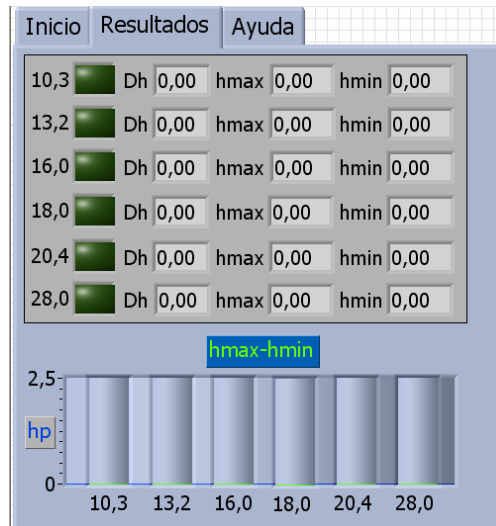 Inicio Resultados Ayuda
10,3 Dh 0,00 hmax 0,00 hmin 0,00
13,2 Dh 0,00 hmax 0,00 hmin 0,00
16,0 Dh 0,00 hmax 0,00 hmin 0,00
18,0 Dh 0,00 hmax 0,00 hmin 0,00
20,4 Dh 0,00 hmax 0,00 hmin 0,00
28,0 Dh 0,00 hmax 0,00 hmin 0,00
hmax-hmin
2,5
hp
0
10,3 13,2 16,0 18,0 20,4 28,0